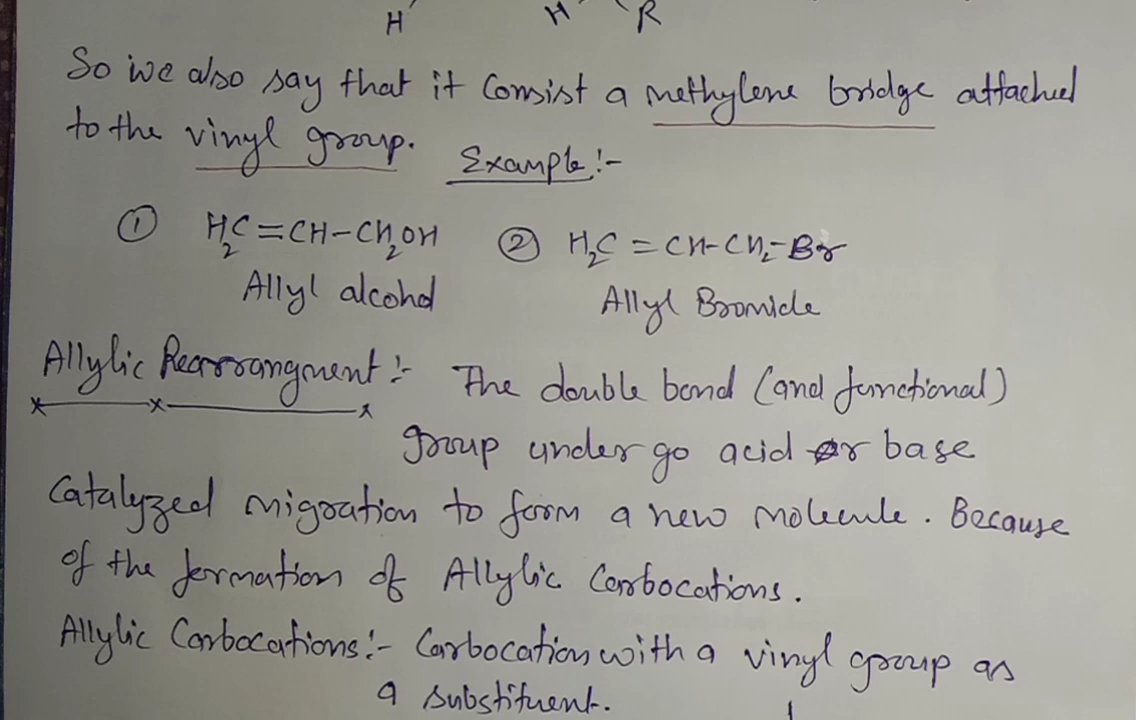 H H R
So we also say that it Consist a methylene bridge attached
to the vinyl group. Example :-
① H₂C=CH-CH₂OH ② H₂C=CH-CH₂-Br
Allyl alcohol Allyl Bromide
Allylic Rearrangment :- The double bond (and functional)
group under go acid or base
Catalyzed migration to form a new molecule. Because
of the formation of Allylic Carbocations.
Allylic Carbocations :- Carbocation with a vinyl group as
a substituent.